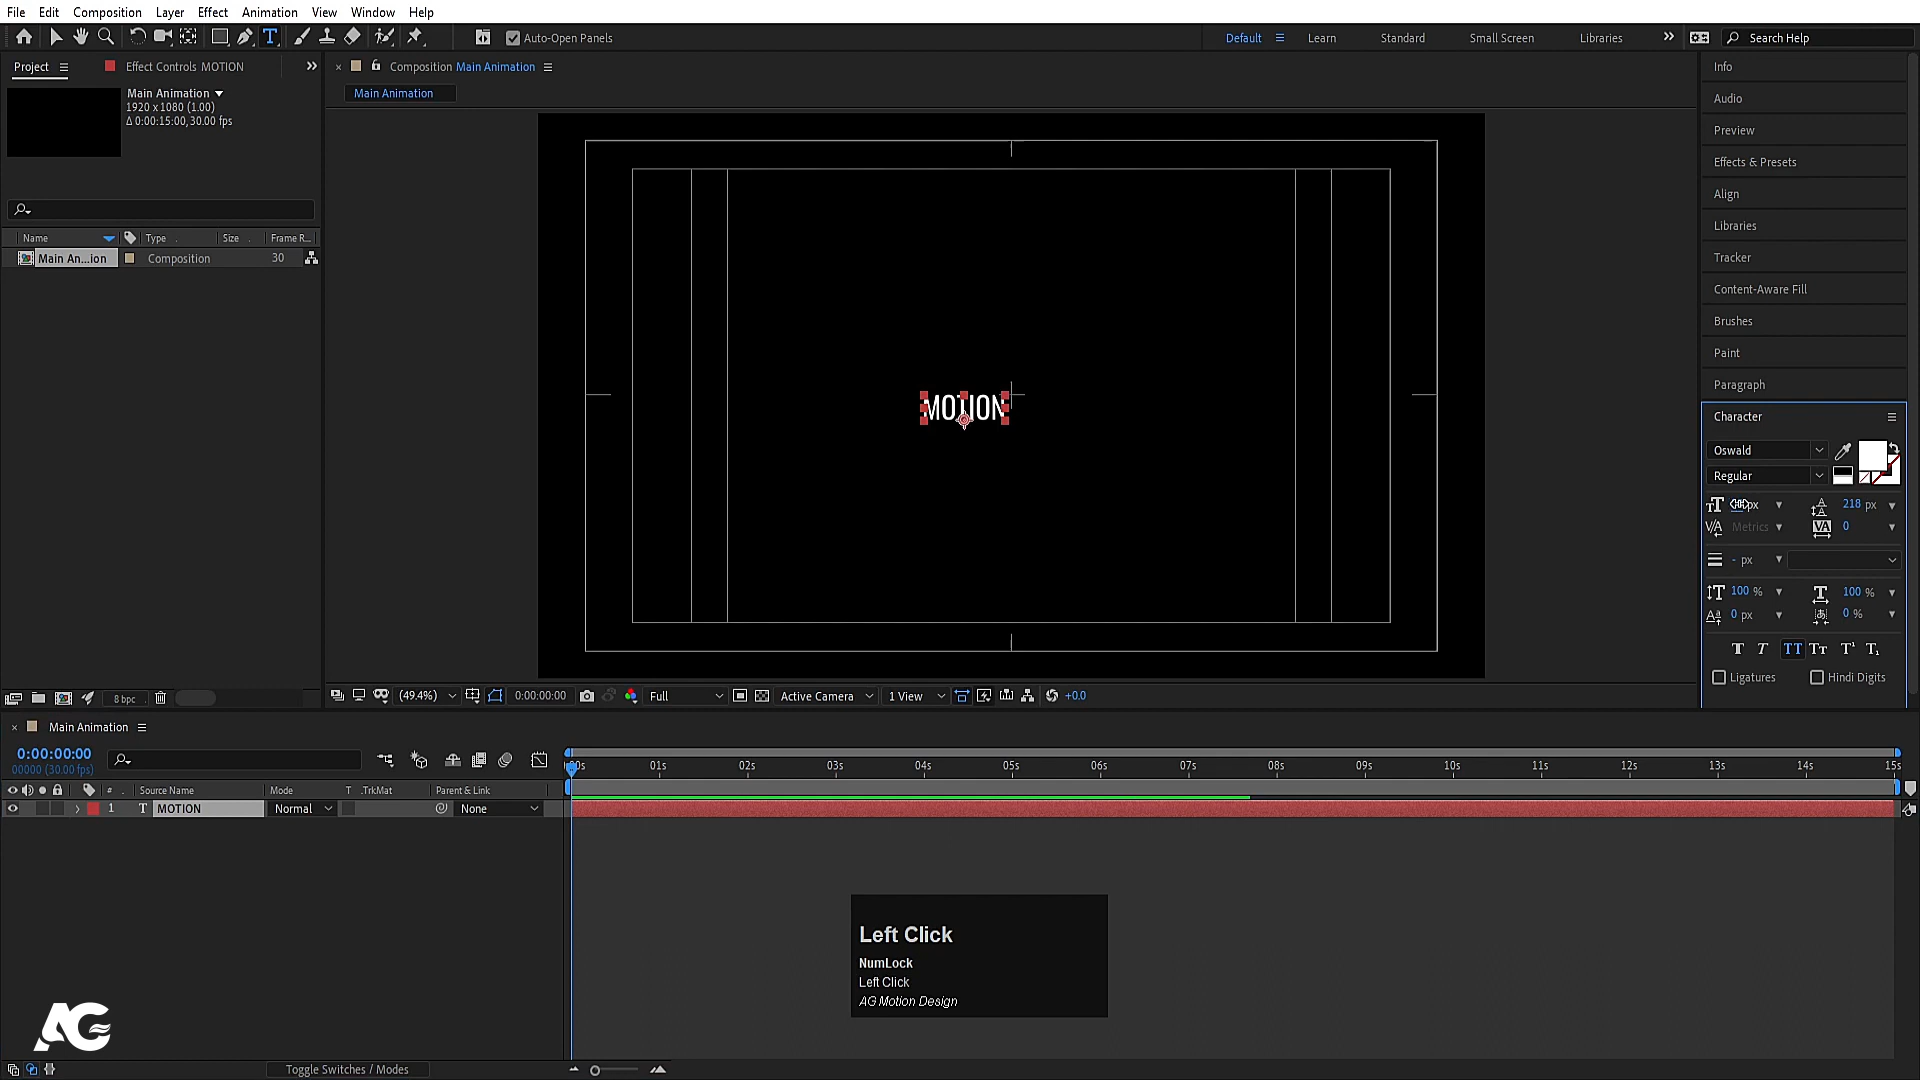 File Edit Composition Layer Effect Animation View Window Help
Auto-Open Panels
Default Learn Standard Small Screen Libraries
Search Help
Project Effect Controls MOTION
Composition Main Animation
Main Animation
1920 x 1080 (1.00)
Δ 0:00:15:00, 30.00 fps
Main Animation
Name Type Size Frame R...
Main An...ion Composition 30
MOTION
Info
Audio
Preview
Effects & Presets
Align
Libraries
Tracker
Content-Aware Fill
Brushes
Paint
Paragraph
Character
Oswald
Regular
px 218 px
Metrics 0
- px
100 % 100 %
0 px 0 %
T T TT Tт T¹ T₁
Ligatures Hindi Digits
8 bpc
(49.4%) 0:00:00:00 Full Active Camera 1 View +0.0
Main Animation
0:00:00:00
00000 (30.00 fps)
00s 01s 02s 03s 04s 05s 06s 07s 08s 09s 10s 11s 12s 13s 14s 15s
# Source Name Mode T .TrkMat Parent & Link
1 T MOTION Normal None
Left Click
NumLock
Left Click
AG Motion Design
AG
Toggle Switches / Modes